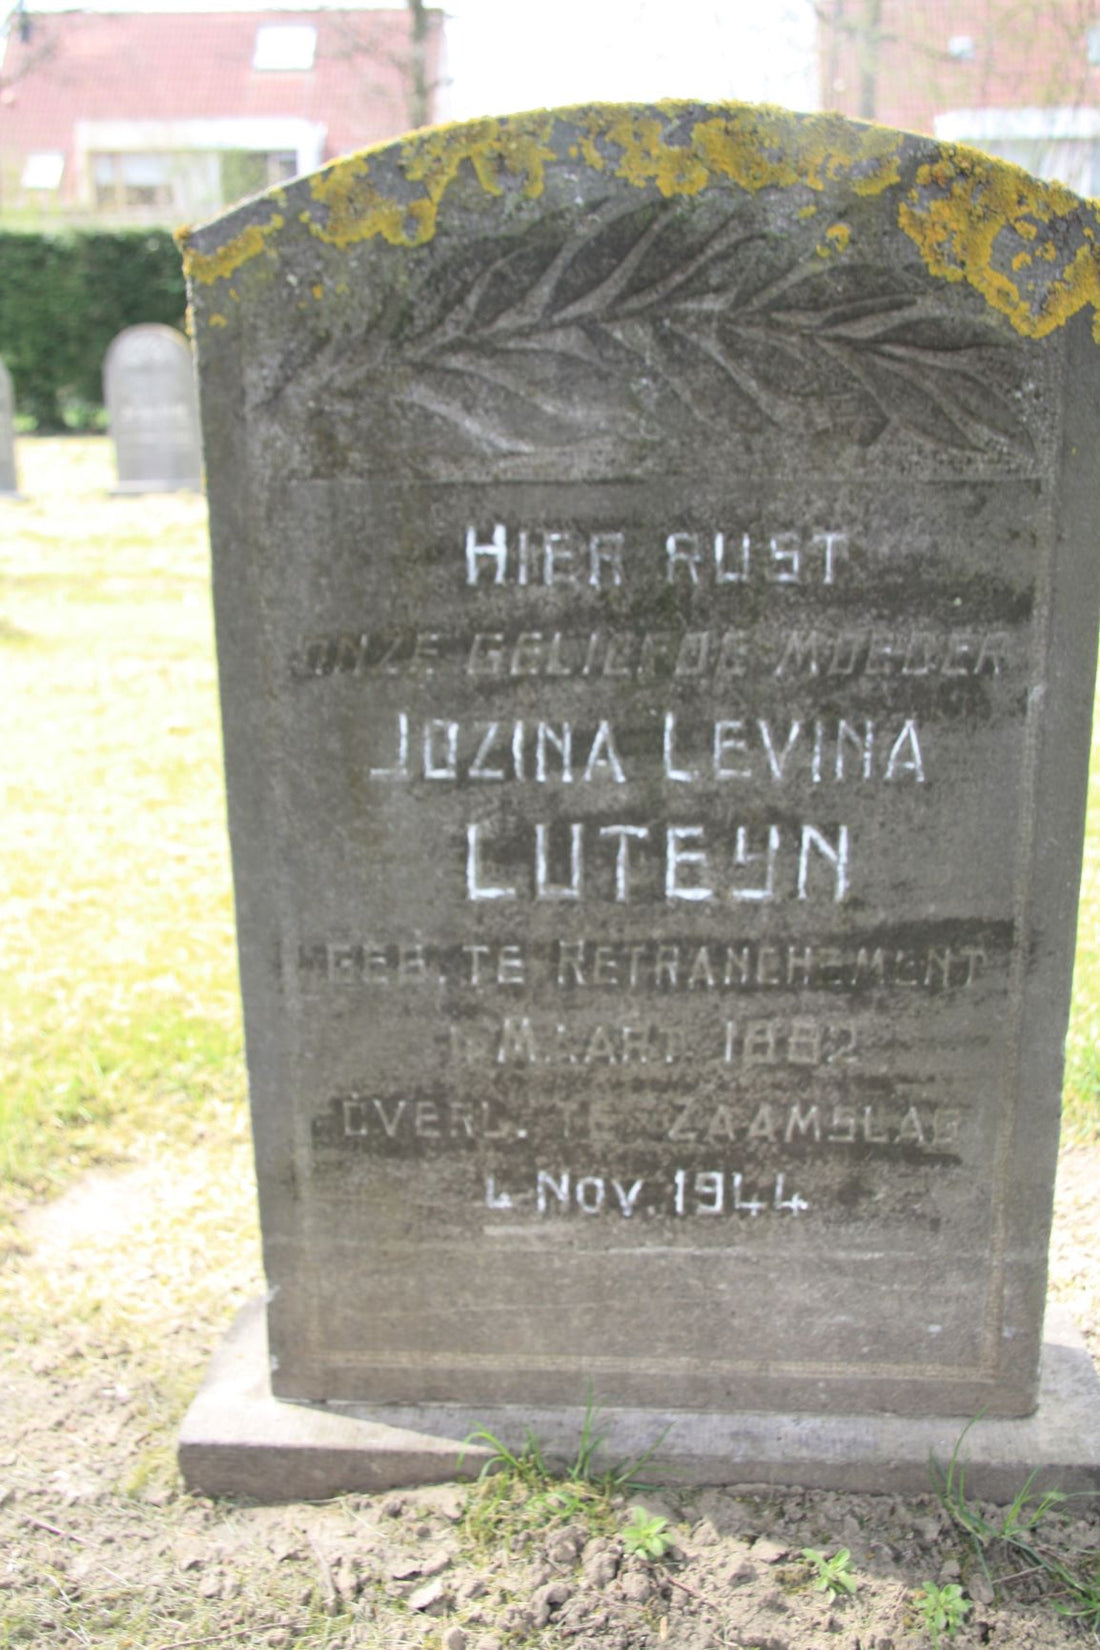 HIER RUST
ONZE GELIEFDE MOEDER
JOZINA LEVINA
LUTEYN
GEB. TE RETRANCHEMENT
MAART 1882
OVERL. TE ZAAMSLAG
4 NOV. 1944